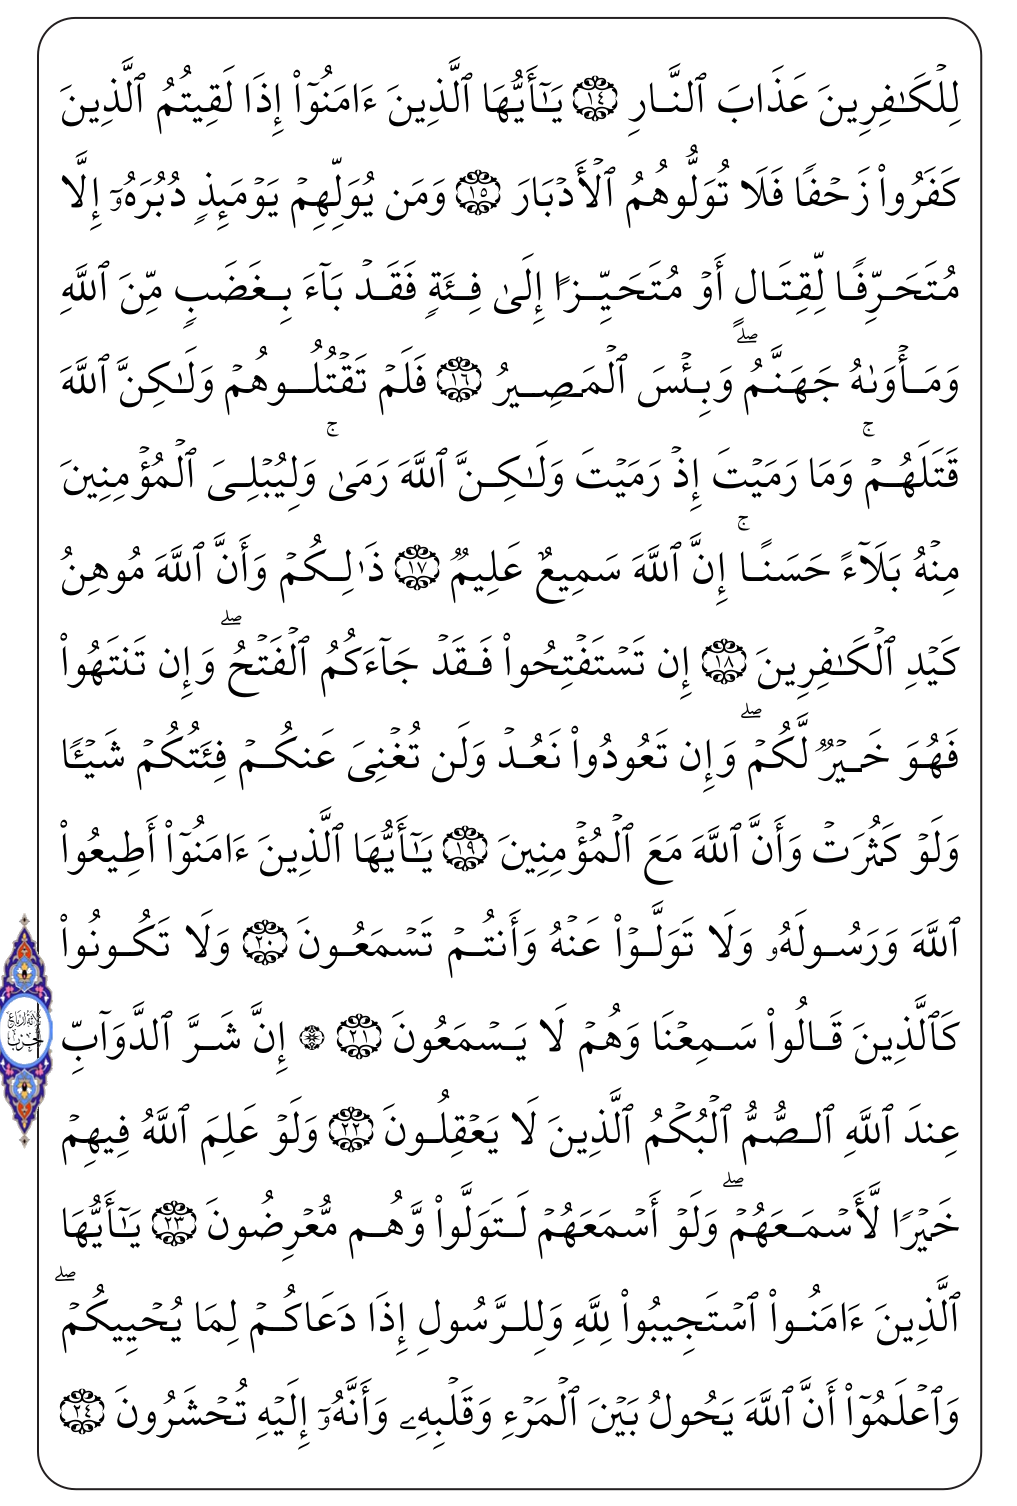 لِلۡكَـٰفِرِينَ عَذَابَ ٱلنَّـارِ ١٤ يَـٰٓأَيُّهَا ٱلَّذِينَ ءَامَنُوٓا۟ إِذَا لَقِيتُمُ ٱلَّذِينَ
كَفَرُوا۟ زَحۡفًا فَلَا تُوَلُّوهُمُ ٱلۡأَدۡبَارَ ١٥ وَمَن يُوَلِّهِمۡ يَوۡمَئِذٍ دُبُرَهُۥٓ إِلَّا
مُتَحَرِّفًا لِّقِتَالٍ أَوۡ مُتَحَيِّزًا إِلَىٰ فِئَةٍ فَقَدۡ بَآءَ بِغَضَبٍ مِّنَ ٱللَّهِ
وَمَأۡوَىٰهُ جَهَنَّمُۖ وَبِئۡسَ ٱلۡمَصِيرُ ١٦ فَلَمۡ تَقۡتُلُوهُمۡ وَلَـٰكِنَّ ٱللَّهَ
قَتَلَهُمۡۚ وَمَا رَمَيۡتَ إِذۡ رَمَيۡتَ وَلَـٰكِنَّ ٱللَّهَ رَمَىٰۚ وَلِيُبۡلِىَ ٱلۡمُؤۡمِنِينَ
مِنۡهُ بَلَآءً حَسَنًاۚ إِنَّ ٱللَّهَ سَمِيعٌ عَلِيمٌ ١٧ ذَٰلِكُمۡ وَأَنَّ ٱللَّهَ مُوهِنُ
كَيۡدِ ٱلۡكَـٰفِرِينَ ١٨ إِن تَسۡتَفۡتِحُوا۟ فَقَدۡ جَآءَكُمُ ٱلۡفَتۡحُۖ وَإِن تَنتَهُوا۟
فَهُوَ خَيۡرٌ لَّكُمۡۖ وَإِن تَعُودُوا۟ نَعُدۡ وَلَن تُغۡنِىَ عَنكُمۡ فِئَتُكُمۡ شَيۡـًٔا
وَلَوۡ كَثُرَتۡ وَأَنَّ ٱللَّهَ مَعَ ٱلۡمُؤۡمِنِينَ ١٩ يَـٰٓأَيُّهَا ٱلَّذِينَ ءَامَنُوٓا۟ أَطِيعُوا۟
ٱللَّهَ وَرَسُولَهُۥ وَلَا تَوَلَّوۡا۟ عَنۡهُ وَأَنتُمۡ تَسۡمَعُونَ ٢٠ وَلَا تَكُونُوا۟
كَٱلَّذِينَ قَالُوا۟ سَمِعۡنَا وَهُمۡ لَا يَسۡمَعُونَ ٢١ ۞ إِنَّ شَرَّ ٱلدَّوَآبِّ
عِندَ ٱللَّهِ ٱلصُّمُّ ٱلۡبُكۡمُ ٱلَّذِينَ لَا يَعۡقِلُونَ ٢٢ وَلَوۡ عَلِمَ ٱللَّهُ فِيهِمۡ
خَيۡرًا لَّأَسۡمَعَهُمۡۖ وَلَوۡ أَسۡمَعَهُمۡ لَتَوَلَّوا۟ وَّهُم مُّعۡرِضُونَ ٢٣ يَـٰٓأَيُّهَا
ٱلَّذِينَ ءَامَنُوا۟ ٱسۡتَجِيبُوا۟ لِلَّهِ وَلِلرَّسُولِ إِذَا دَعَاكُمۡ لِمَا يُحۡيِيكُمۡۖ
وَٱعۡلَمُوٓا۟ أَنَّ ٱللَّهَ يَحُولُ بَيۡنَ ٱلۡمَرۡءِ وَقَلۡبِهِۦ وَأَنَّهُۥٓ إِلَيۡهِ تُحۡشَرُونَ ٢٤